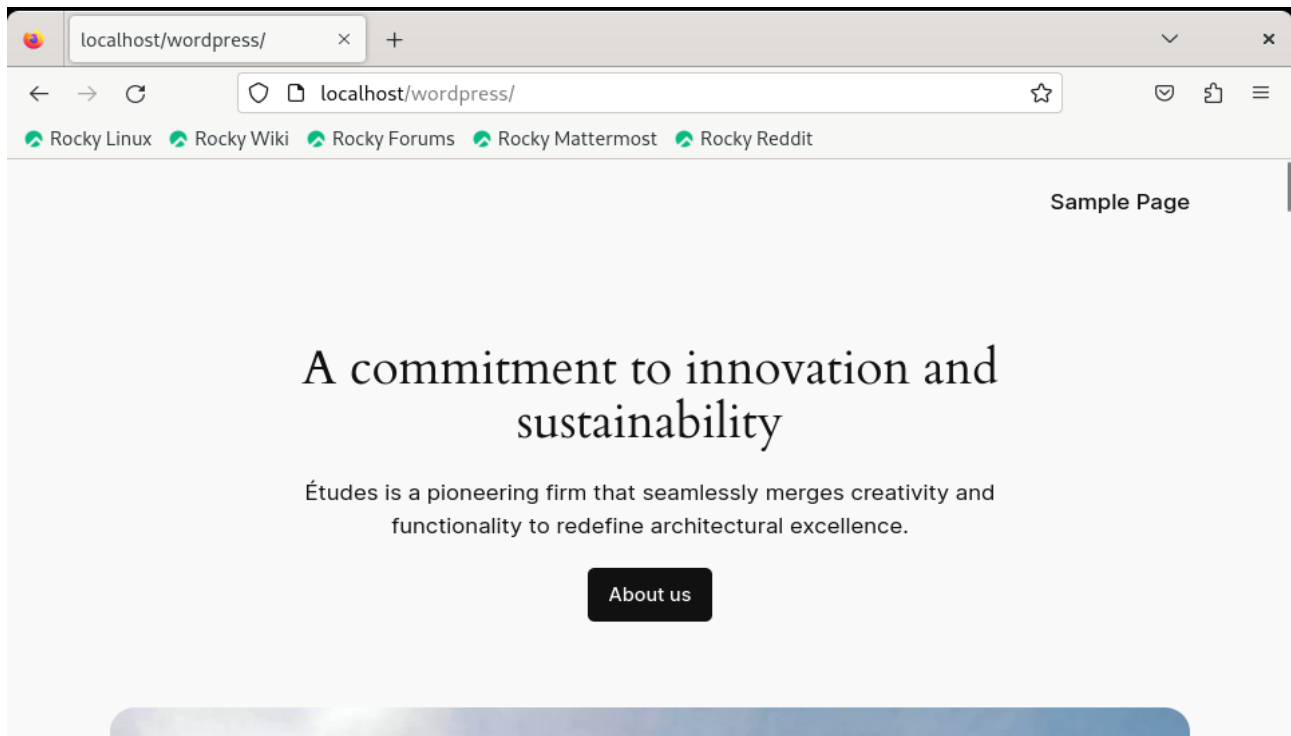 localhost/wordpress/
localhost/wordpress/
Rocky Linux Rocky Wiki Rocky Forums Rocky Mattermost Rocky Reddit
Sample Page
A commitment to innovation and
sustainability
Études is a pioneering firm that seamlessly merges creativity and
functionality to redefine architectural excellence.
About us